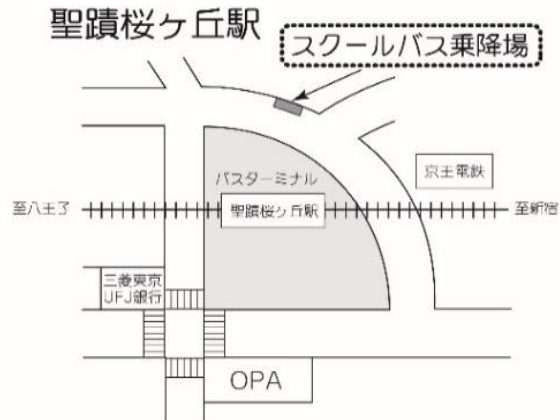 聖蹟桜ヶ丘駅
スクールバス乗降場
バスターミナル
京王電鉄
至八王子
聖蹟桜ヶ丘駅
至新宿
三菱東京
UFJ銀行
OPA